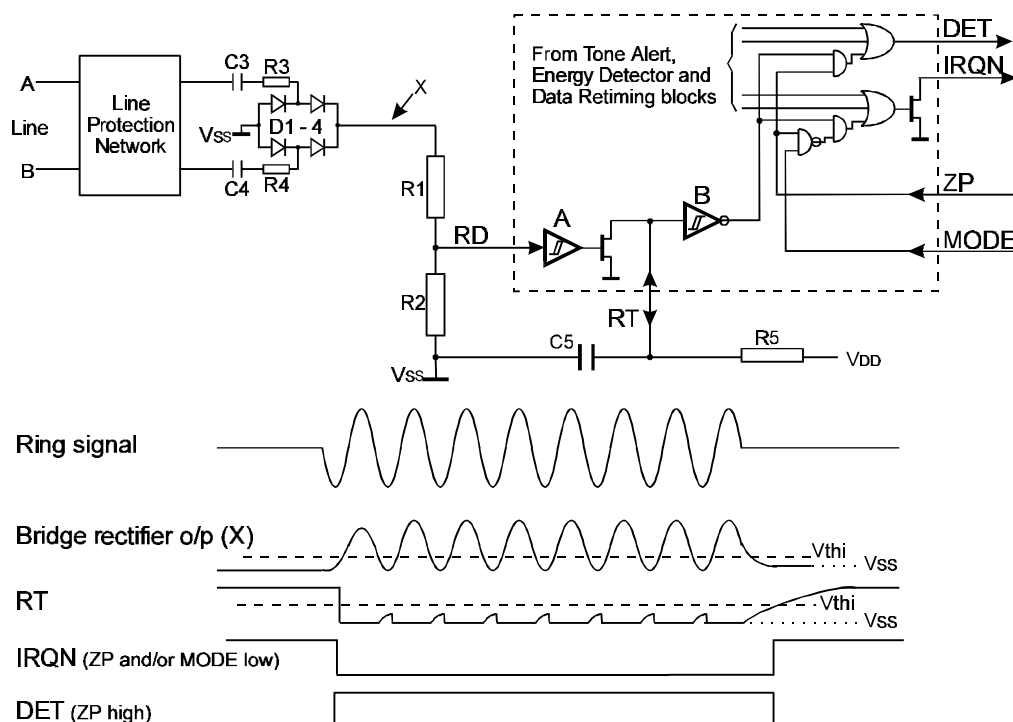 DET
IRQN
From Tone Alert,
Energy Detector and
Data Retiming blocks
C3
R3
X
A
Line
B
Line
Protection
Network
VSS
D1 - 4
C4
R4
R1
RD
A
B
ZP
MODE
R2
RT
C5
R5
VDD
VSS
Ring signal
Bridge rectifier o/p (X)
Vthi
VSS
RT
Vthi
VSS
IRQN (ZP and/or MODE low)
DET (ZP high)